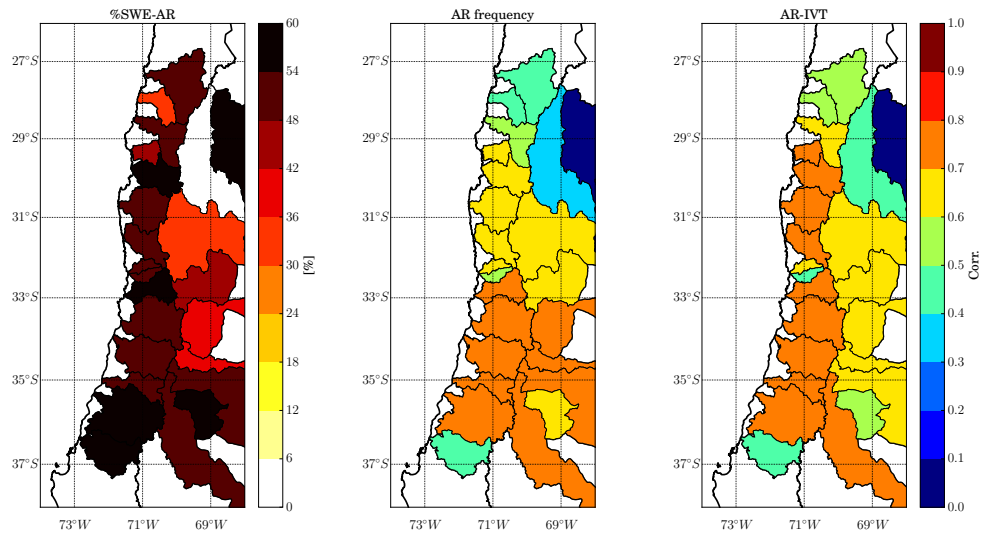 %SWE-AR
AR frequency
AR-IVT
27°S
29°S
31°S
33°S
35°S
37°S
73°W
71°W
69°W
60
54
48
42
36
30
24
18
12
6
0
[%]
27°S
29°S
31°S
33°S
35°S
37°S
73°W
71°W
69°W
27°S
29°S
31°S
33°S
35°S
37°S
73°W
71°W
69°W
1.0
0.9
0.8
0.7
0.6
0.5
0.4
0.3
0.2
0.1
0.0
Corr.